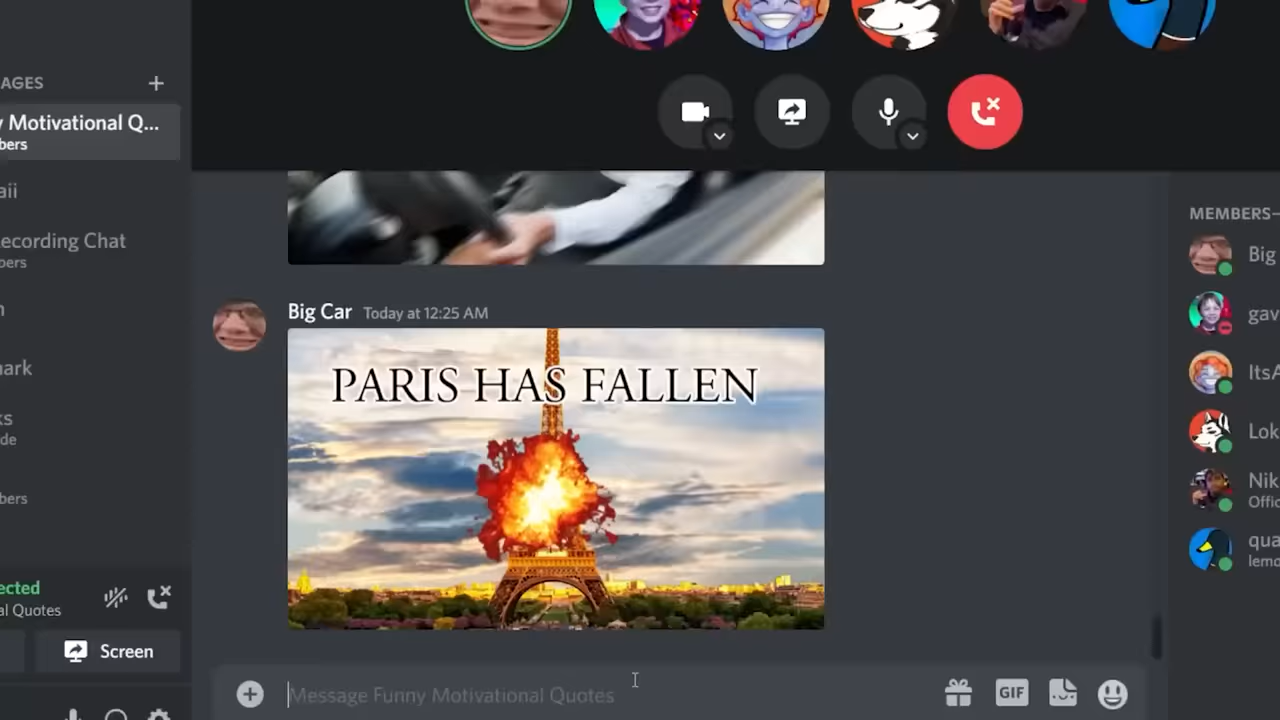 AGES
y Motivational Q...
bers
aii
ecording Chat
bers
n
ark
ks
de
bers
ected
al Quotes
Screen
Big Car Today at 12:25 AM
PARIS HAS FALLEN
Message Funny Motivational Quotes
GIF
MEMBERS-
Big
gav
ItsA
Lok
Nik
Offic
qua
lemo